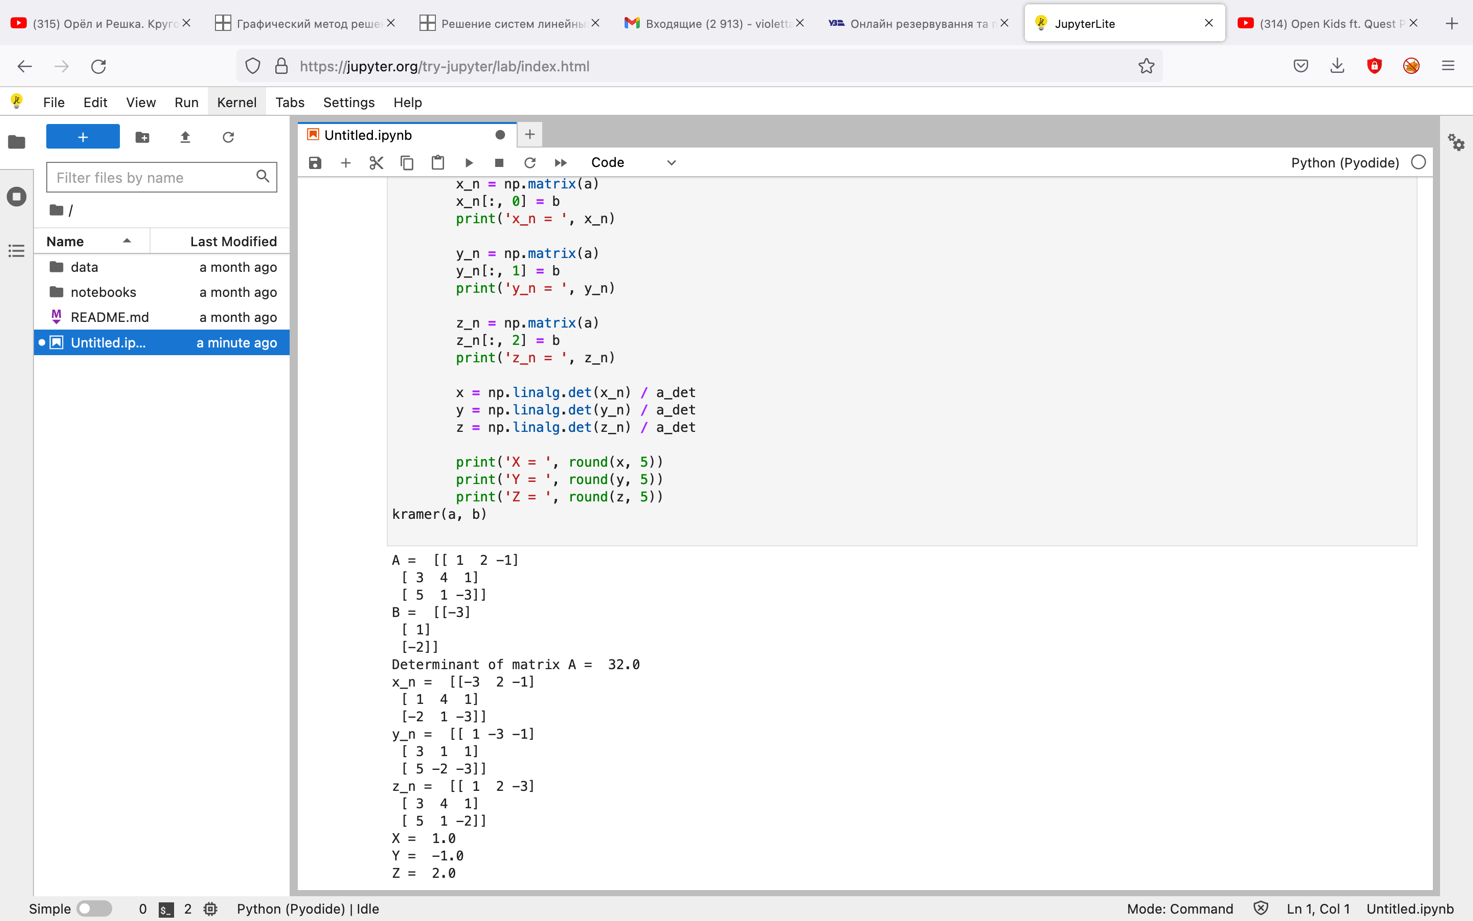 (315) Орёл и Решка. Круго
Графический метод реше
Решение систем линейны
Входящие (2 913) - violetta
Онлайн резервування та п
JupyterLite
(314) Open Kids ft. Quest P
https://jupyter.org/try-jupyter/lab/index.html
File Edit View Run Kernel Tabs Settings Help
+
Filter files by name
/
Name Last Modified
data a month ago
notebooks a month ago
README.md a month ago
Untitled.ip... a minute ago
Untitled.ipynb
Code
Python (Pyodide)
x_n = np.matrix(a)
x_n[:, 0] = b
print('x_n = ', x_n)
y_n = np.matrix(a)
y_n[:, 1] = b
print('y_n = ', y_n)
z_n = np.matrix(a)
z_n[:, 2] = b
print('z_n = ', z_n)
x = np.linalg.det(x_n) / a_det
y = np.linalg.det(y_n) / a_det
z = np.linalg.det(z_n) / a_det
print('X = ', round(x, 5))
print('Y = ', round(y, 5))
print('Z = ', round(z, 5))
kramer(a, b)
A =  [[ 1  2 -1]
 [ 3  4  1]
 [ 5  1 -3]]
B =  [[-3]
 [ 1]
 [-2]]
Determinant of matrix A =  32.0
x_n =  [[-3  2 -1]
 [ 1  4  1]
 [-2  1 -3]]
y_n =  [[ 1 -3 -1]
 [ 3  1  1]
 [ 5 -2 -3]]
z_n =  [[ 1  2 -3]
 [ 3  4  1]
 [ 5  1 -2]]
X =  1.0
Y =  -1.0
Z =  2.0
Simple 0 2 Python (Pyodide) | Idle
Mode: Command Ln 1, Col 1 Untitled.ipynb